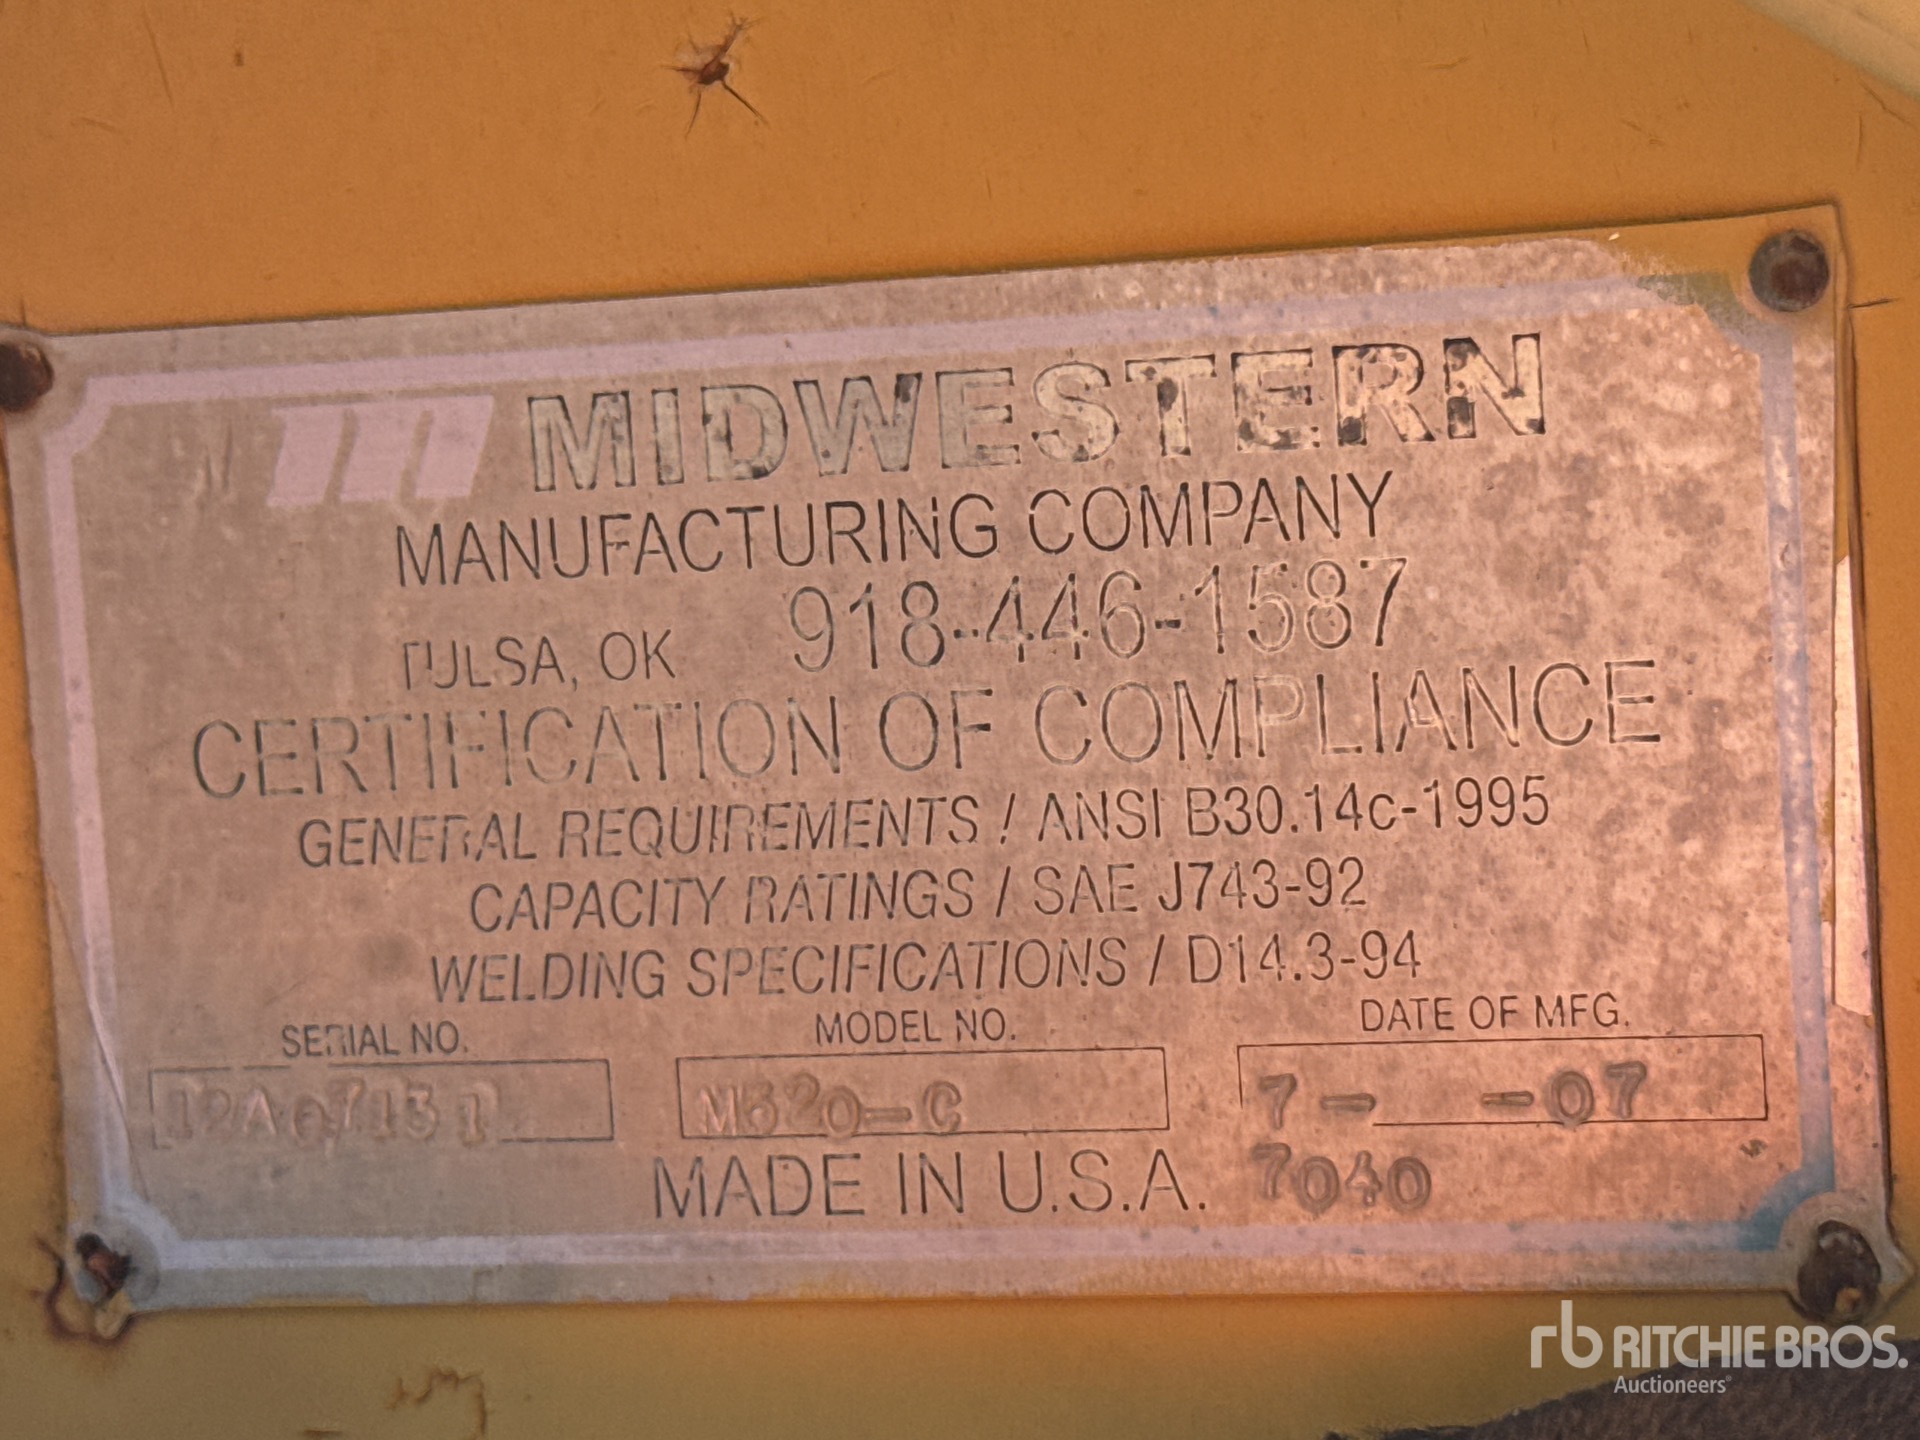 m MIDWESTERN
MANUFACTURING COMPANY
TULSA, OK 918-446-1587
CERTIFICATION OF COMPLIANCE
GENERAL REQUIREMENTS / ANSI B30.14c-1995
CAPACITY RATINGS / SAE J743-92
WELDING SPECIFICATIONS / D14.3-94
SERIAL NO. MODEL NO. DATE OF MFG.
M520-C 7- -07
MADE IN U.S.A. 7040
rb RITCHIE BROS.
Auctioneers